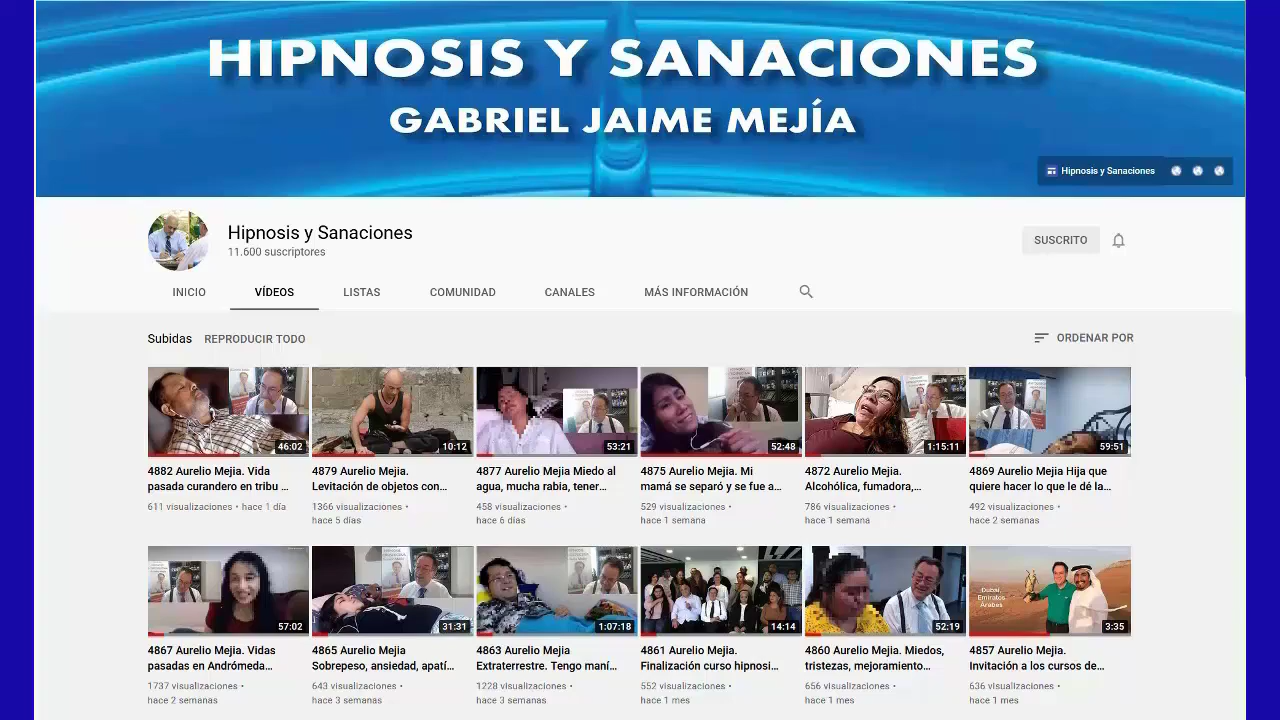 HIPNOSIS Y SANACIONES
GABRIEL JAIME MEJÍA
Hipnosis y Sanaciones
Hipnosis y Sanaciones
11.600 suscriptores
SUSCRITO
INICIO VÍDEOS LISTAS COMUNIDAD CANALES MÁS INFORMACIÓN
Subidas REPRODUCIR TODO ORDENAR POR
46:02
4882 Aurelio Mejia. Vida
pasada curandero en tribu ...
611 visualizaciones • hace 1 día
10:12
4879 Aurelio Mejia.
Levitación de objetos con...
1366 visualizaciones •
hace 5 días
53:21
4877 Aurelio Mejia Miedo al
agua, mucha rabia, tener...
458 visualizaciones •
hace 6 días
52:48
4875 Aurelio Mejia. Mi
mamá se separó y se fue a...
529 visualizaciones •
hace 1 semana
1:15:11
4872 Aurelio Mejia.
Alcohólica, fumadora,...
786 visualizaciones •
hace 1 semana
59:51
4869 Aurelio Mejia Hija que
quiere hacer lo que le dé la...
492 visualizaciones •
hace 2 semanas
57:02
4867 Aurelio Mejia. Vidas
pasadas en Andrómeda...
1737 visualizaciones •
hace 2 semanas
31:31
4865 Aurelio Mejia
Sobrepeso, ansiedad, apatí...
643 visualizaciones •
hace 3 semanas
1:07:18
4863 Aurelio Mejia
Extraterrestre. Tengo maní...
1228 visualizaciones •
hace 3 semanas
14:14
4861 Aurelio Mejia.
Finalización curso hipnosi...
552 visualizaciones •
hace 1 mes
52:19
4860 Aurelio Mejia. Miedos,
tristezas, mejoramiento...
656 visualizaciones •
hace 1 mes
Dubái,
Emiratos
Árabes
3:35
4857 Aurelio Mejia.
Invitación a los cursos de...
636 visualizaciones •
hace 1 mes